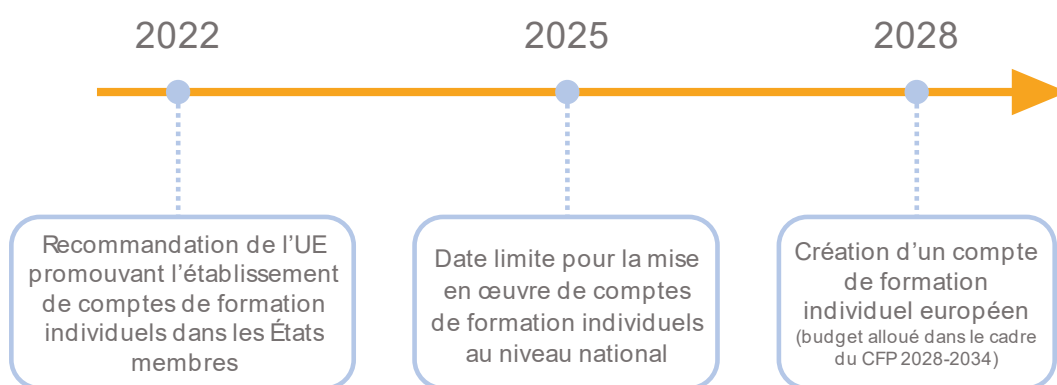 2022
2025
2028
Recommandation de l’UE
promouvant l’établissement
de comptes de formation
individuels dans les États
membres
Date limite pour la mise
en œuvre de comptes
de formation individuels
au niveau national
Création d’un compte
de formation
individuel européen
(budget alloué dans le cadre
du CFP 2028-2034)